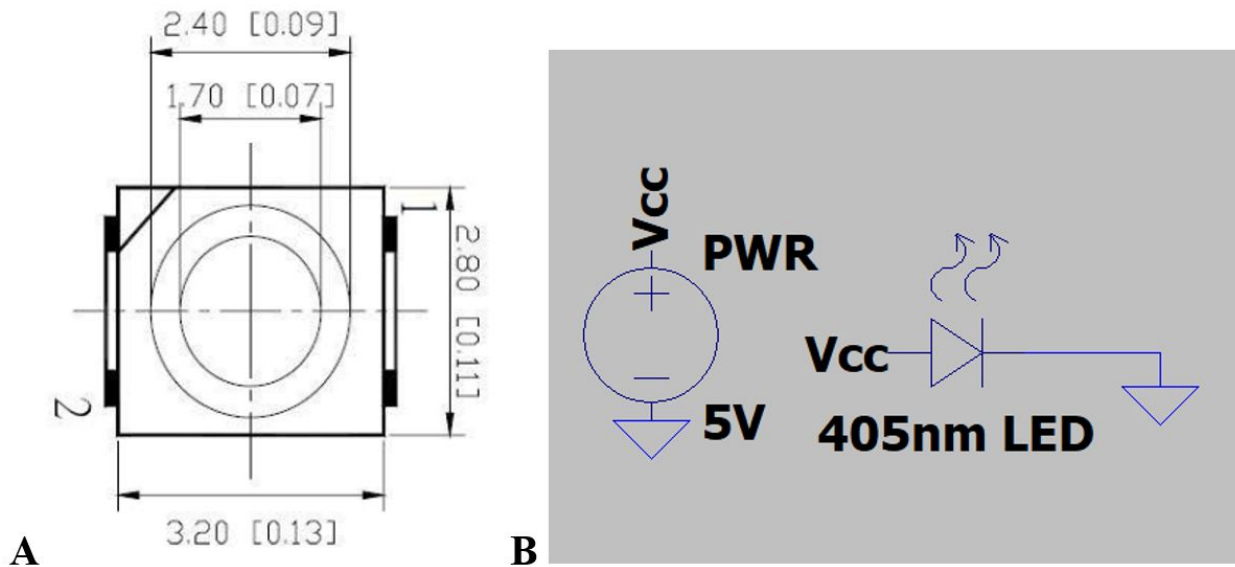 2.40 [0.09]
1.70 [0.07]
1
2.80 [0.11]
2
3.20 [0.13]
A
Vcc
PWR
5V
Vcc
405nm LED
B